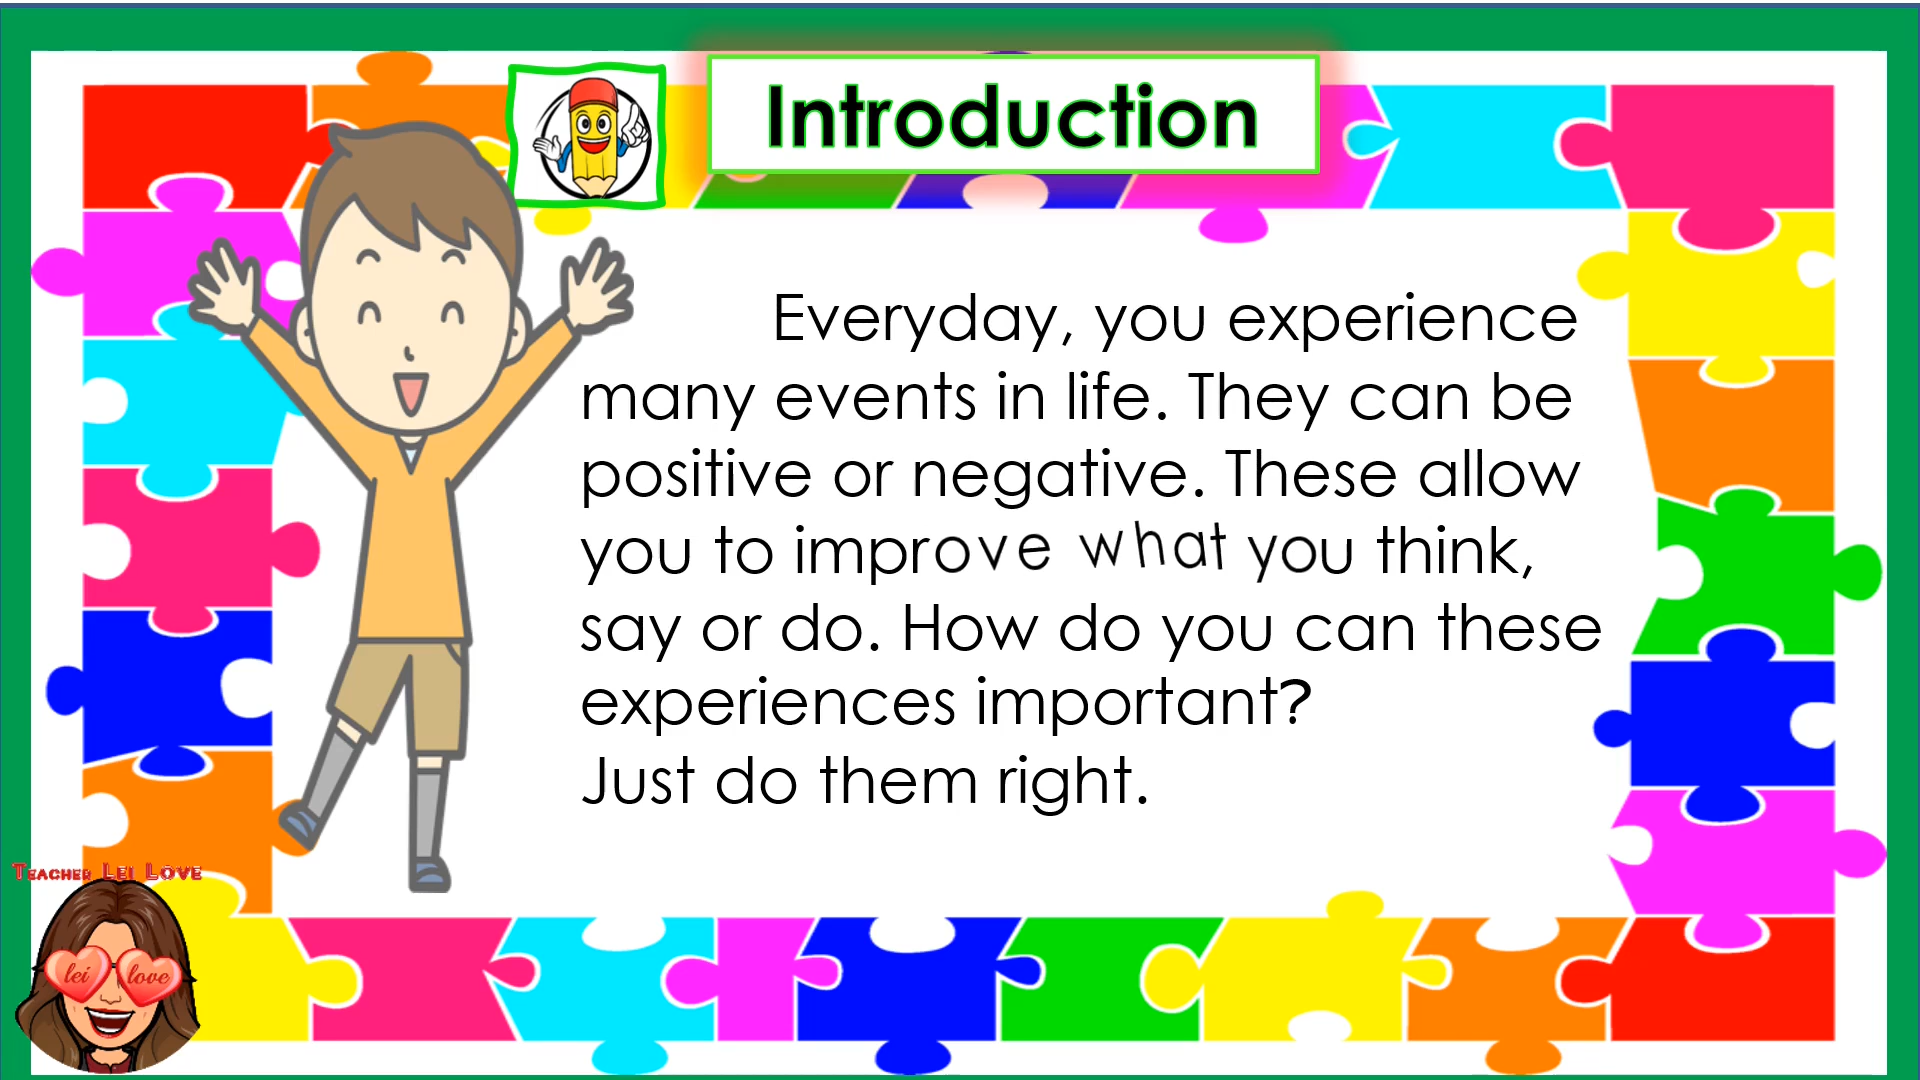 Introduction
Everyday, you experience
many events in life. They can be
positive or negative. These allow
you to improve what you think,
say or do. How do you can these
experiences important?
Just do them right.
Teacher Lei Love
lei love